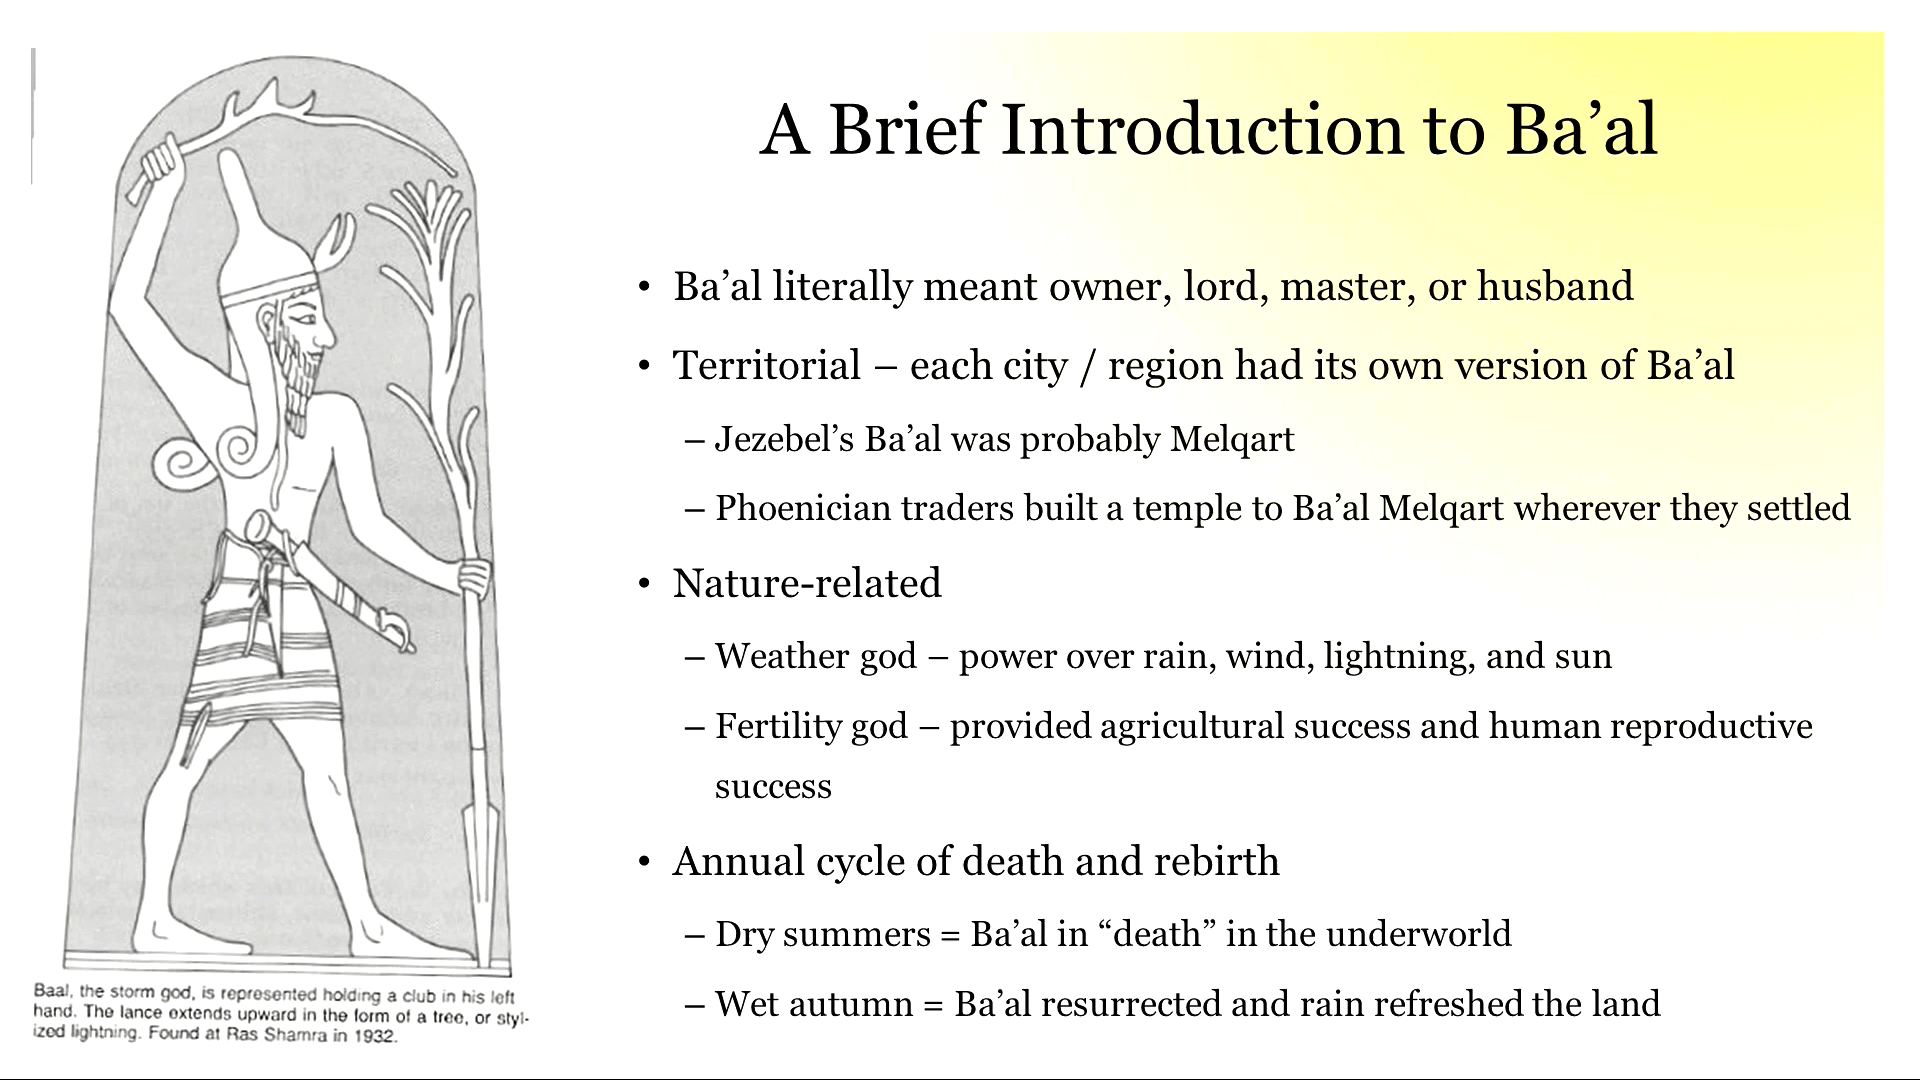 A Brief Introduction to Ba’al
• Ba’al literally meant owner, lord, master, or husband
• Territorial – each city / region had its own version of Ba’al
– Jezebel’s Ba’al was probably Melqart
– Phoenician traders built a temple to Ba’al Melqart wherever they settled
• Nature-related
– Weather god – power over rain, wind, lightning, and sun
– Fertility god – provided agricultural success and human reproductive
success
• Annual cycle of death and rebirth
– Dry summers = Ba’al in “death” in the underworld
– Wet autumn = Ba’al resurrected and rain refreshed the land
Baal, the storm god, is represented holding a club in his left
hand. The lance extends upward in the form of a tree, or styl-
ized lightning. Found at Ras Shamra in 1932.